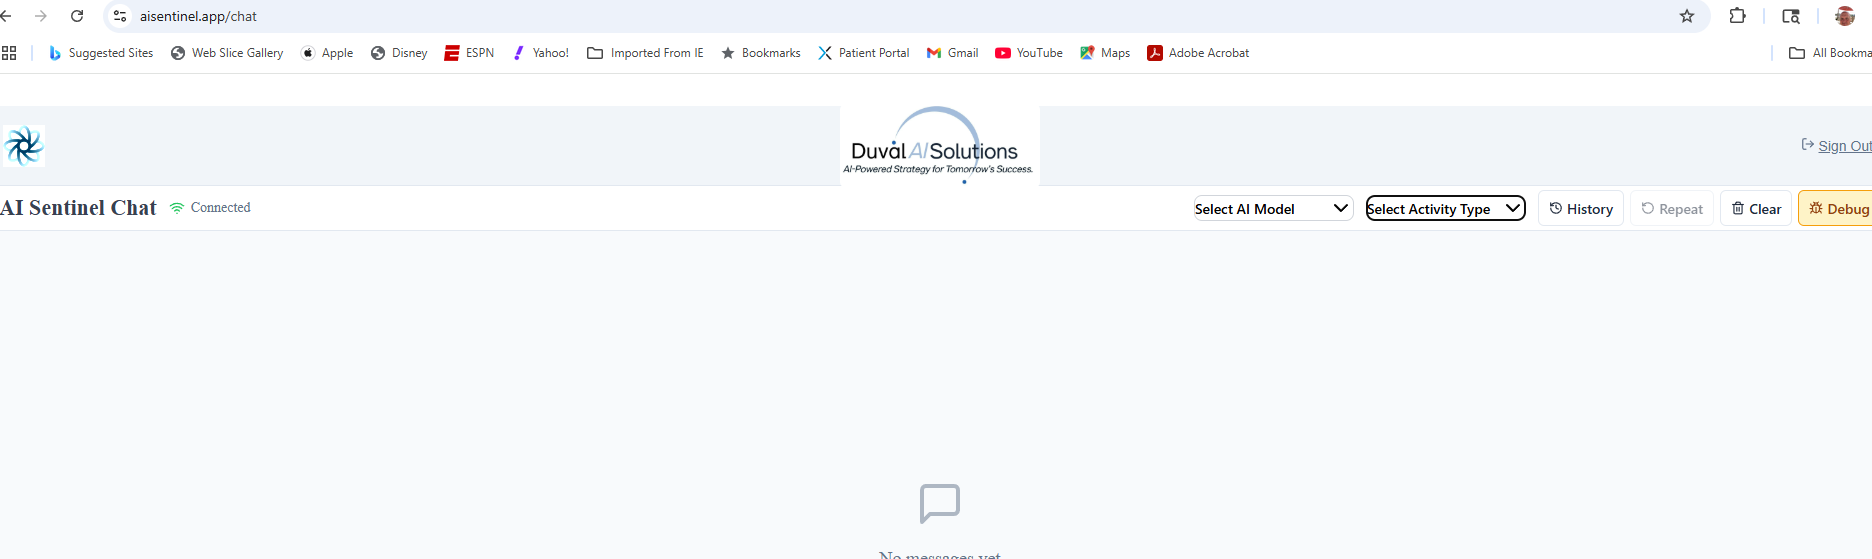 aisentinel.app/chat
Suggested Sites Web Slice Gallery Apple Disney ESPN Yahoo! Imported From IE Bookmarks Patient Portal Gmail YouTube Maps Adobe Acrobat All Bookma
Duval AI Solutions
AI-Powered Strategy for Tomorrow's Success.
Sign Out
AI Sentinel Chat Connected Select AI Model Select Activity Type History Repeat Clear Debug
No messages yet